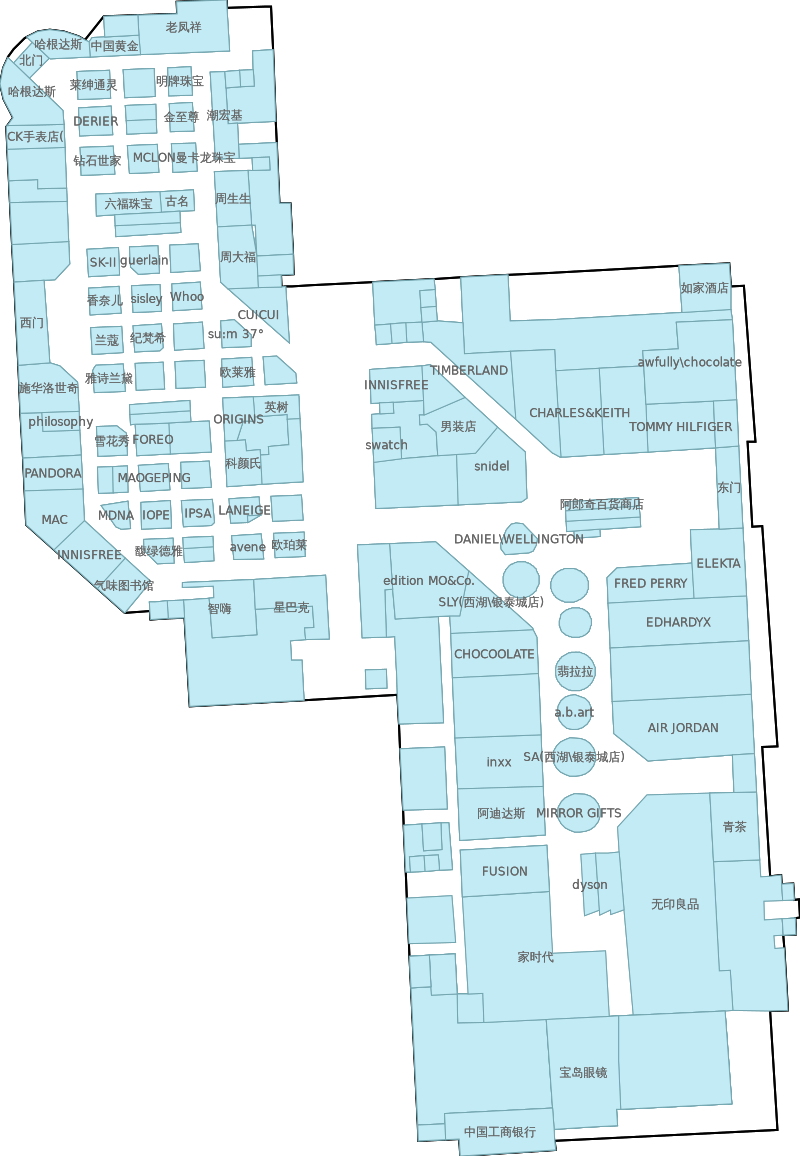 老凤祥
哈根达斯
中国黄金
北门
莱绅通灵
明牌珠宝
哈根达斯
DERIER
金至尊
潮宏基
CK手表店(
钻石世家
MCLON曼卡龙珠宝
六福珠宝
古名
周生生
SK-II
guerlain
周大福
香奈儿
sisley
Whoo
CUICUI
西门
兰蔻
纪梵希
su:m 37°
雅诗兰黛
欧莱雅
施华洛世奇
philosophy
ORIGINS
英树
雪花秀
FOREO
科颜氏
PANDORA
MAOGEPING
MAC
MDNA
IOPE
IPSA
LANEIGE
INNISFREE
馥绿德雅
avene
欧珀莱
气味图书馆
智嗨
星巴克
如家酒店
INNISFREE
TIMBERLAND
awfully\chocolate
swatch
男装店
CHARLES&KEITH
TOMMY HILFIGER
snidel
东门
阿郎奇百货商店
DANIEL\WELLINGTON
edition MO&Co.
SLY(西湖\银泰城店)
FRED PERRY
ELEKTA
EDHARDYX
CHOCOOLATE
翡拉拉
a.b.art
AIR JORDAN
inxx
SA(西湖\银泰城店)
阿迪达斯
MIRROR GIFTS
青茶
FUSION
dyson
无印良品
家时代
宝岛眼镜
中国工商银行